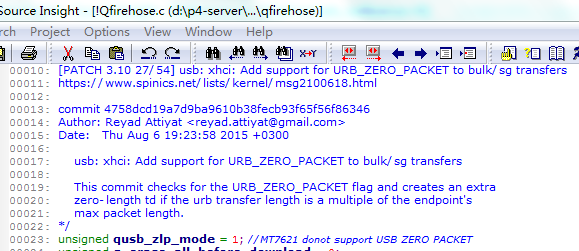 Source Insight - [!Qfirehose.c (d:\p4-server\...\qfirehose)]
Search Project Options View Window Help
00010: [PATCH 3.10 27/54] usb: xhci: Add support for URB_ZERO_PACKET to bulk/sg transfers
00011: https://www.spinics.net/lists/kernel/msg2100618.html
00012:
00013: commit 4758dcd19a7d9ba9610b38fecb93f65f56f86346
00014: Author: Reyad Attiyat <reyad.attiyat@gmail.com>
00015: Date: Thu Aug 6 19:23:58 2015 +0300
00016:
00017: usb: xhci: Add support for URB_ZERO_PACKET to bulk/sg transfers
00018:
00019: This commit checks for the URB_ZERO_PACKET flag and creates an extra
00020: zero-length td if the urb transfer length is a multiple of the endpoint's
00021: max packet length.
00022: */
00023: unsigned qusb_zlp_mode = 1; //MT7621 donot support USB ZERO PACKET